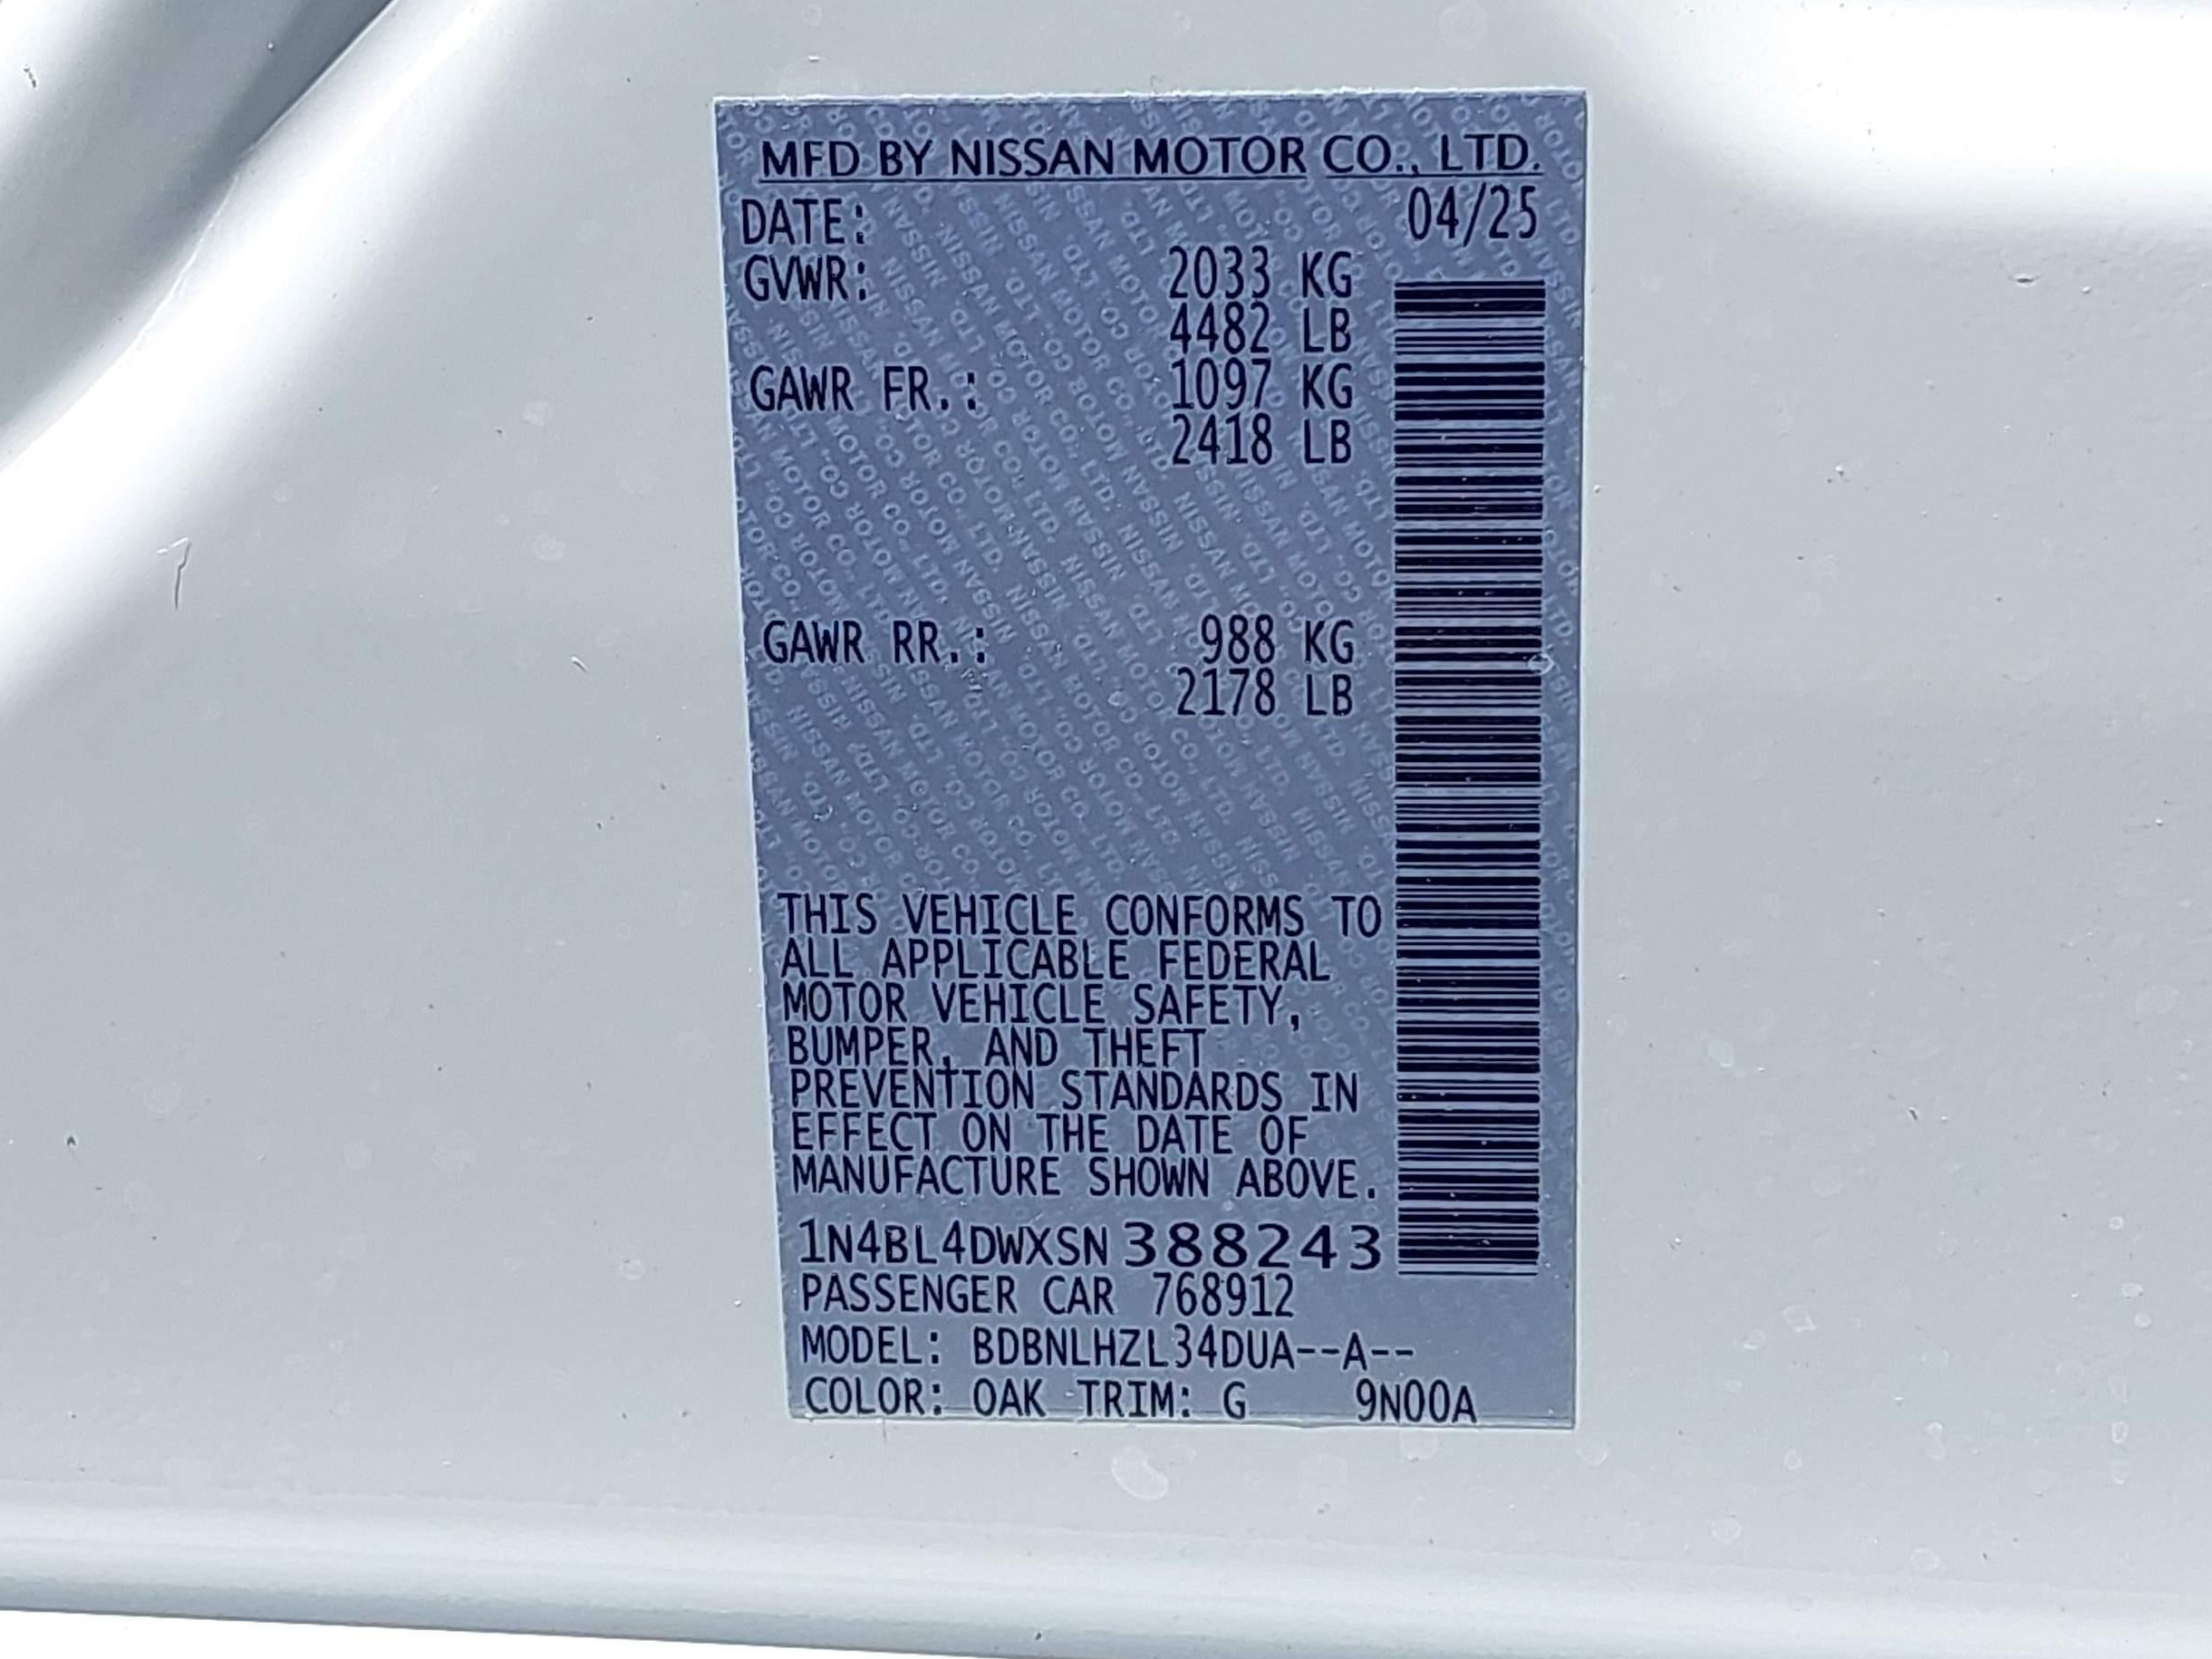 MFD BY NISSAN MOTOR CO., LTD.
DATE: 04/25
GVWR: 2033 KG
4482 LB
GAWR FR.: 1097 KG
2418 LB
GAWR RR.: 988 KG
2178 LB
THIS VEHICLE CONFORMS TO
ALL APPLICABLE FEDERAL
MOTOR VEHICLE SAFETY,
BUMPER, AND THEFT
PREVENTION STANDARDS IN
EFFECT ON THE DATE OF
MANUFACTURE SHOWN ABOVE.
1N4BL4DWXSN388243
PASSENGER CAR 768912
MODEL: BDBNLHZL34DUA--A--
COLOR: QAK TRIM: G 9N00A